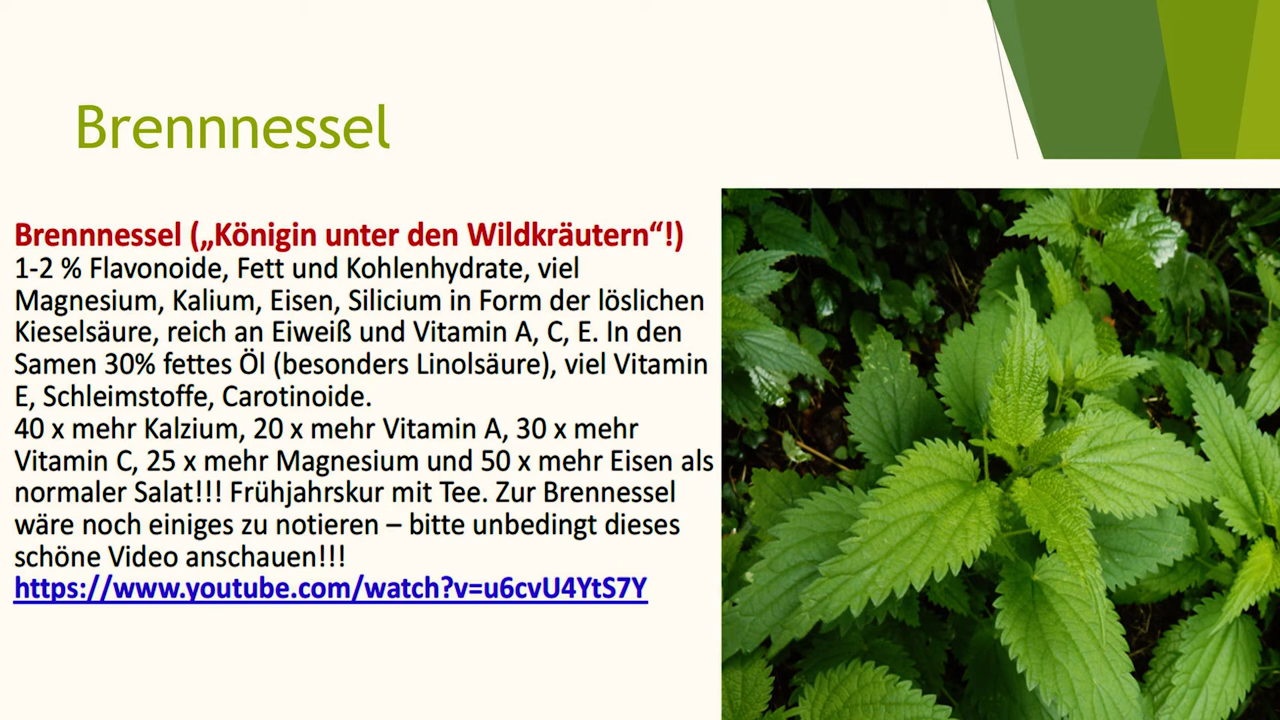 Brennnessel
Brennnessel („Königin unter den Wildkräutern“!)
1-2 % Flavonoide, Fett und Kohlenhydrate, viel
Magnesium, Kalium, Eisen, Silicium in Form der löslichen
Kieselsäure, reich an Eiweiß und Vitamin A, C, E. In den
Samen 30% fettes Öl (besonders Linolsäure), viel Vitamin
E, Schleimstoffe, Carotinoide.
40 x mehr Kalzium, 20 x mehr Vitamin A, 30 x mehr
Vitamin C, 25 x mehr Magnesium und 50 x mehr Eisen als
normaler Salat!!! Frühjahrskur mit Tee. Zur Brennessel
wäre noch einiges zu notieren – bitte unbedingt dieses
schöne Video anschauen!!!
https://www.youtube.com/watch?v=u6cvU4YtS7Y